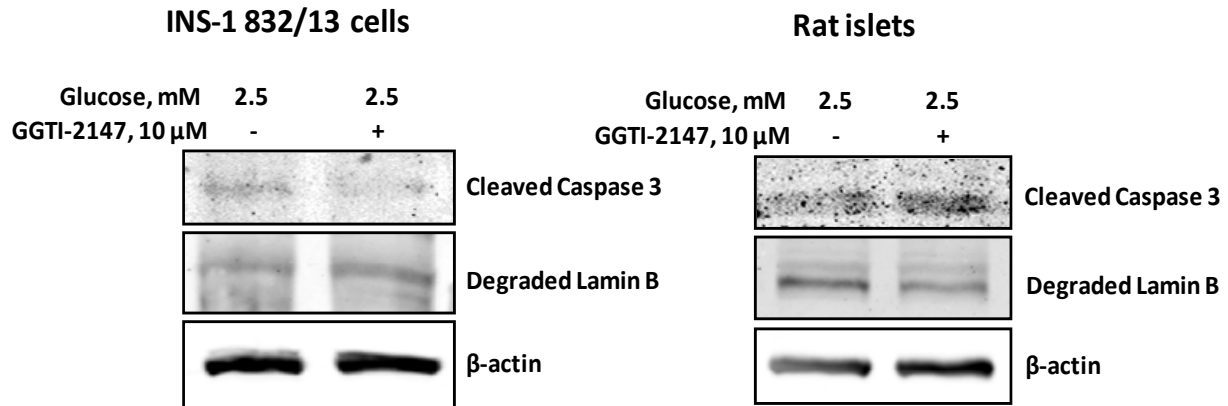 INS-1 832/13 cells
Glucose, mM 2.5 2.5
GGTI-2147, 10 μM - +
Cleaved Caspase 3
Degraded Lamin B
β-actin
Rat islets
Glucose, mM 2.5 2.5
GGTI-2147, 10 μM - +
Cleaved Caspase 3
Degraded Lamin B
β-actin